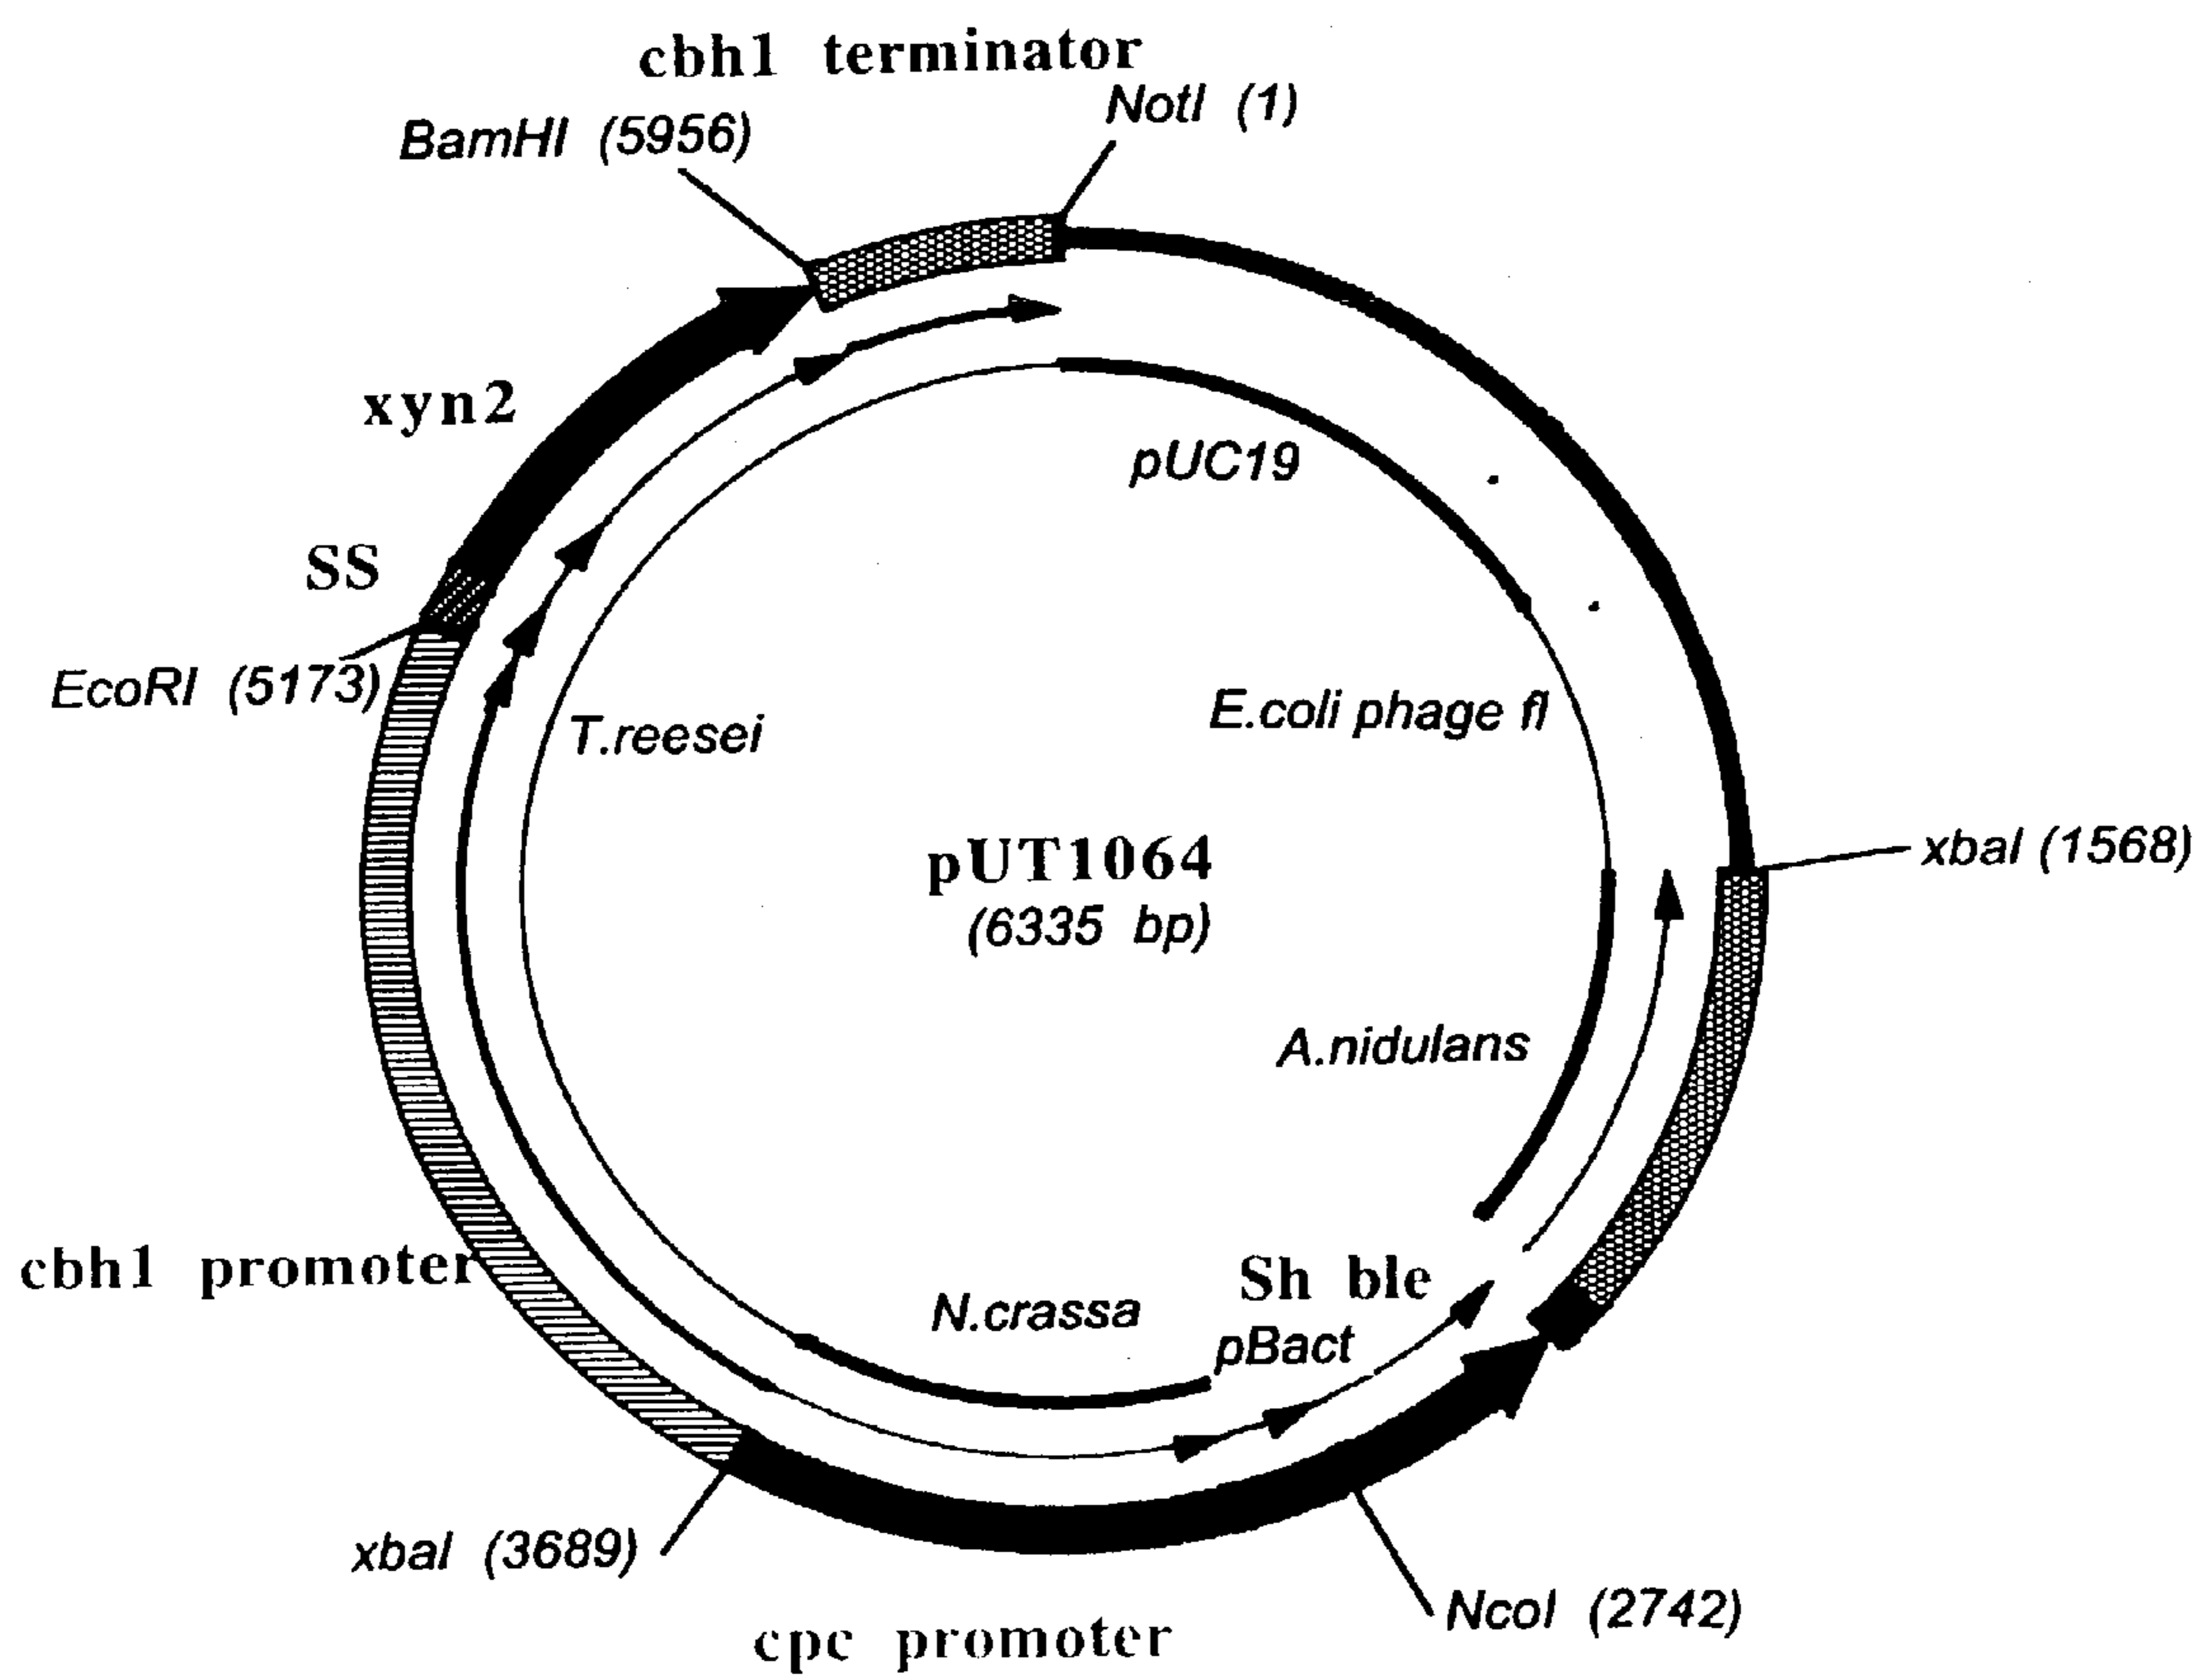 cbh1 terminator
NotI (1)
BamHI (5956)
xyn2
pUC19
SS
EcoRI (5173)
T.reesei
E.coli phage fl
pUT1064
(6335 bp)
xbaI (1568)
A.nidulans
cbh1 promoter
Sh ble
N.crassa
pBact
xbaI (3689)
NcoI (2742)
cpc promoter